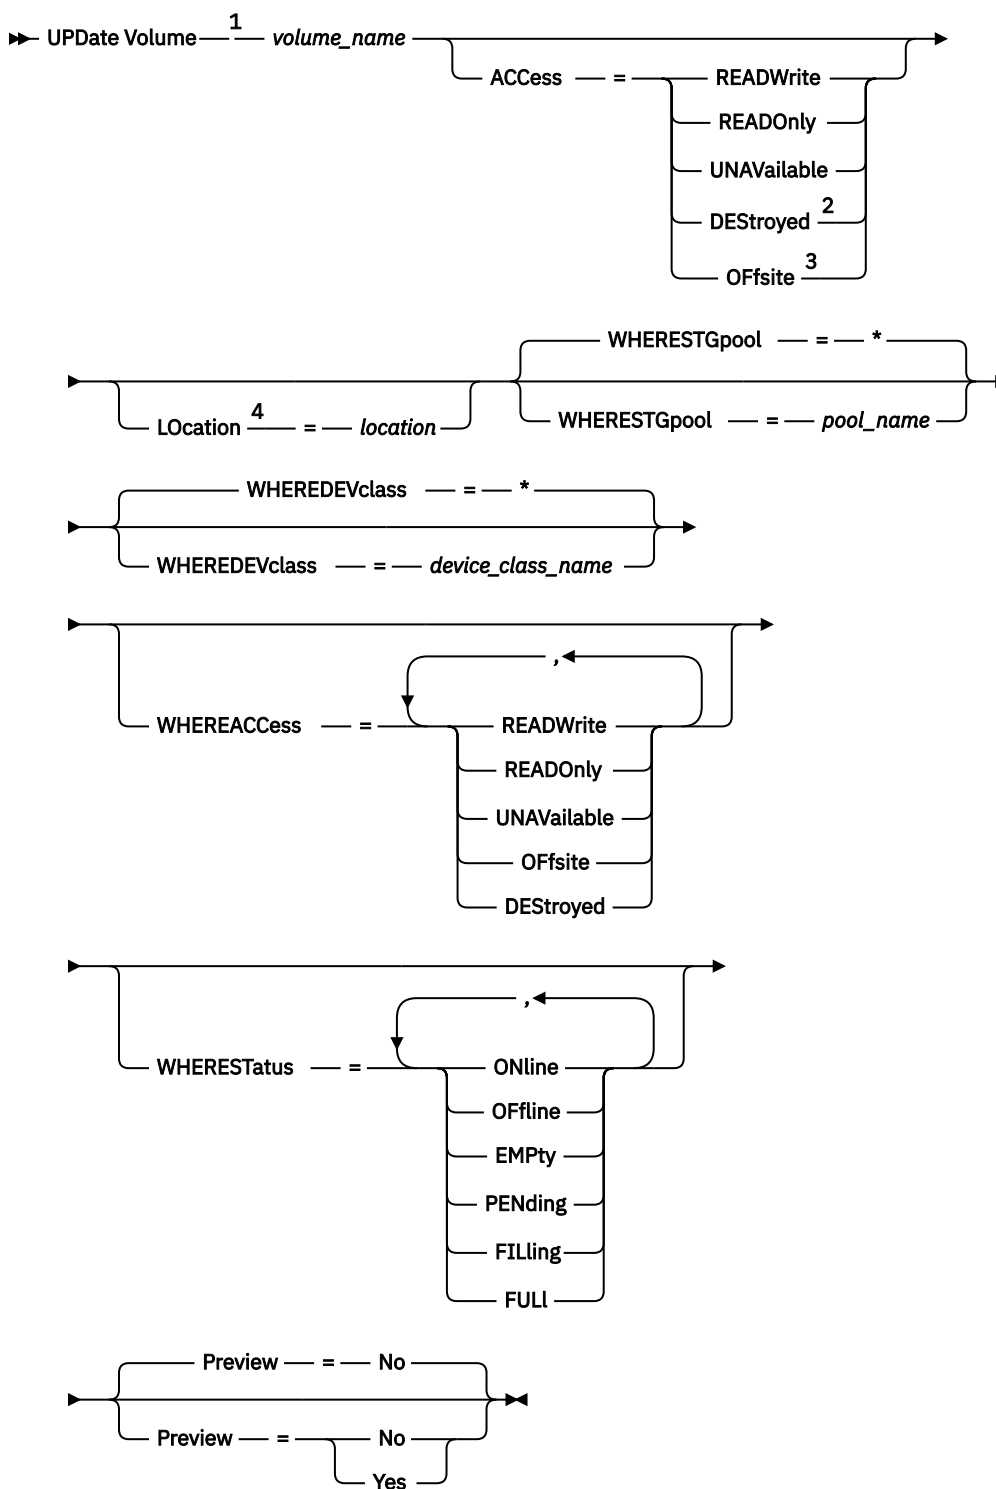 UPDate Volume 1 volume_name
ACCess = READWrite
READOnly
UNAVailable
DEStroyed 2
OFfsite 3
LOcation 4 = location
WHERESTGpool = *
WHERESTGpool = pool_name
WHEREDEVclass = *
WHEREDEVclass = device_class_name
,
WHEREACCess = READWrite
READOnly
UNAVailable
OFfsite
DEStroyed
,
WHERESTatus = ONline
OFfline
EMPty
PENding
FILling
FULl
Preview = No
Preview = No
Yes